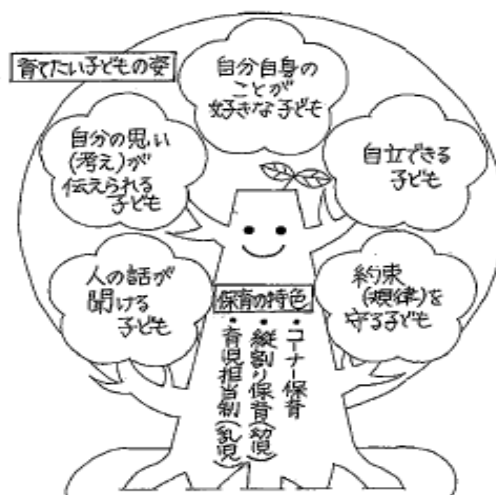 育てたい子どもの姿
自分自身の
ことが
好きな子ども
自分の思い
(考え)が
伝えられる
子ども
自立できる
子ども
人の話が
聞ける
子ども
約束
(規律)を
守る子ども
保育の特色
・コーナー保育
・縦割り保育(幼児)
・育児担当制(乳児)